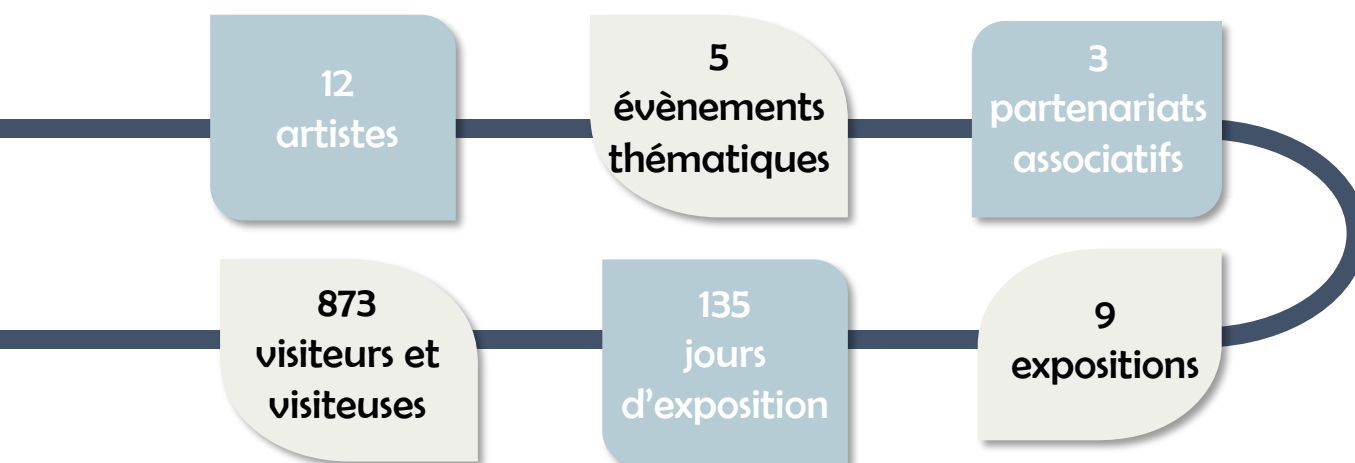 12
artistes
5
évènements
thématiques
3
partenariats
associatifs
873
visiteurs et
visiteuses
135
jours
d’exposition
9
expositions